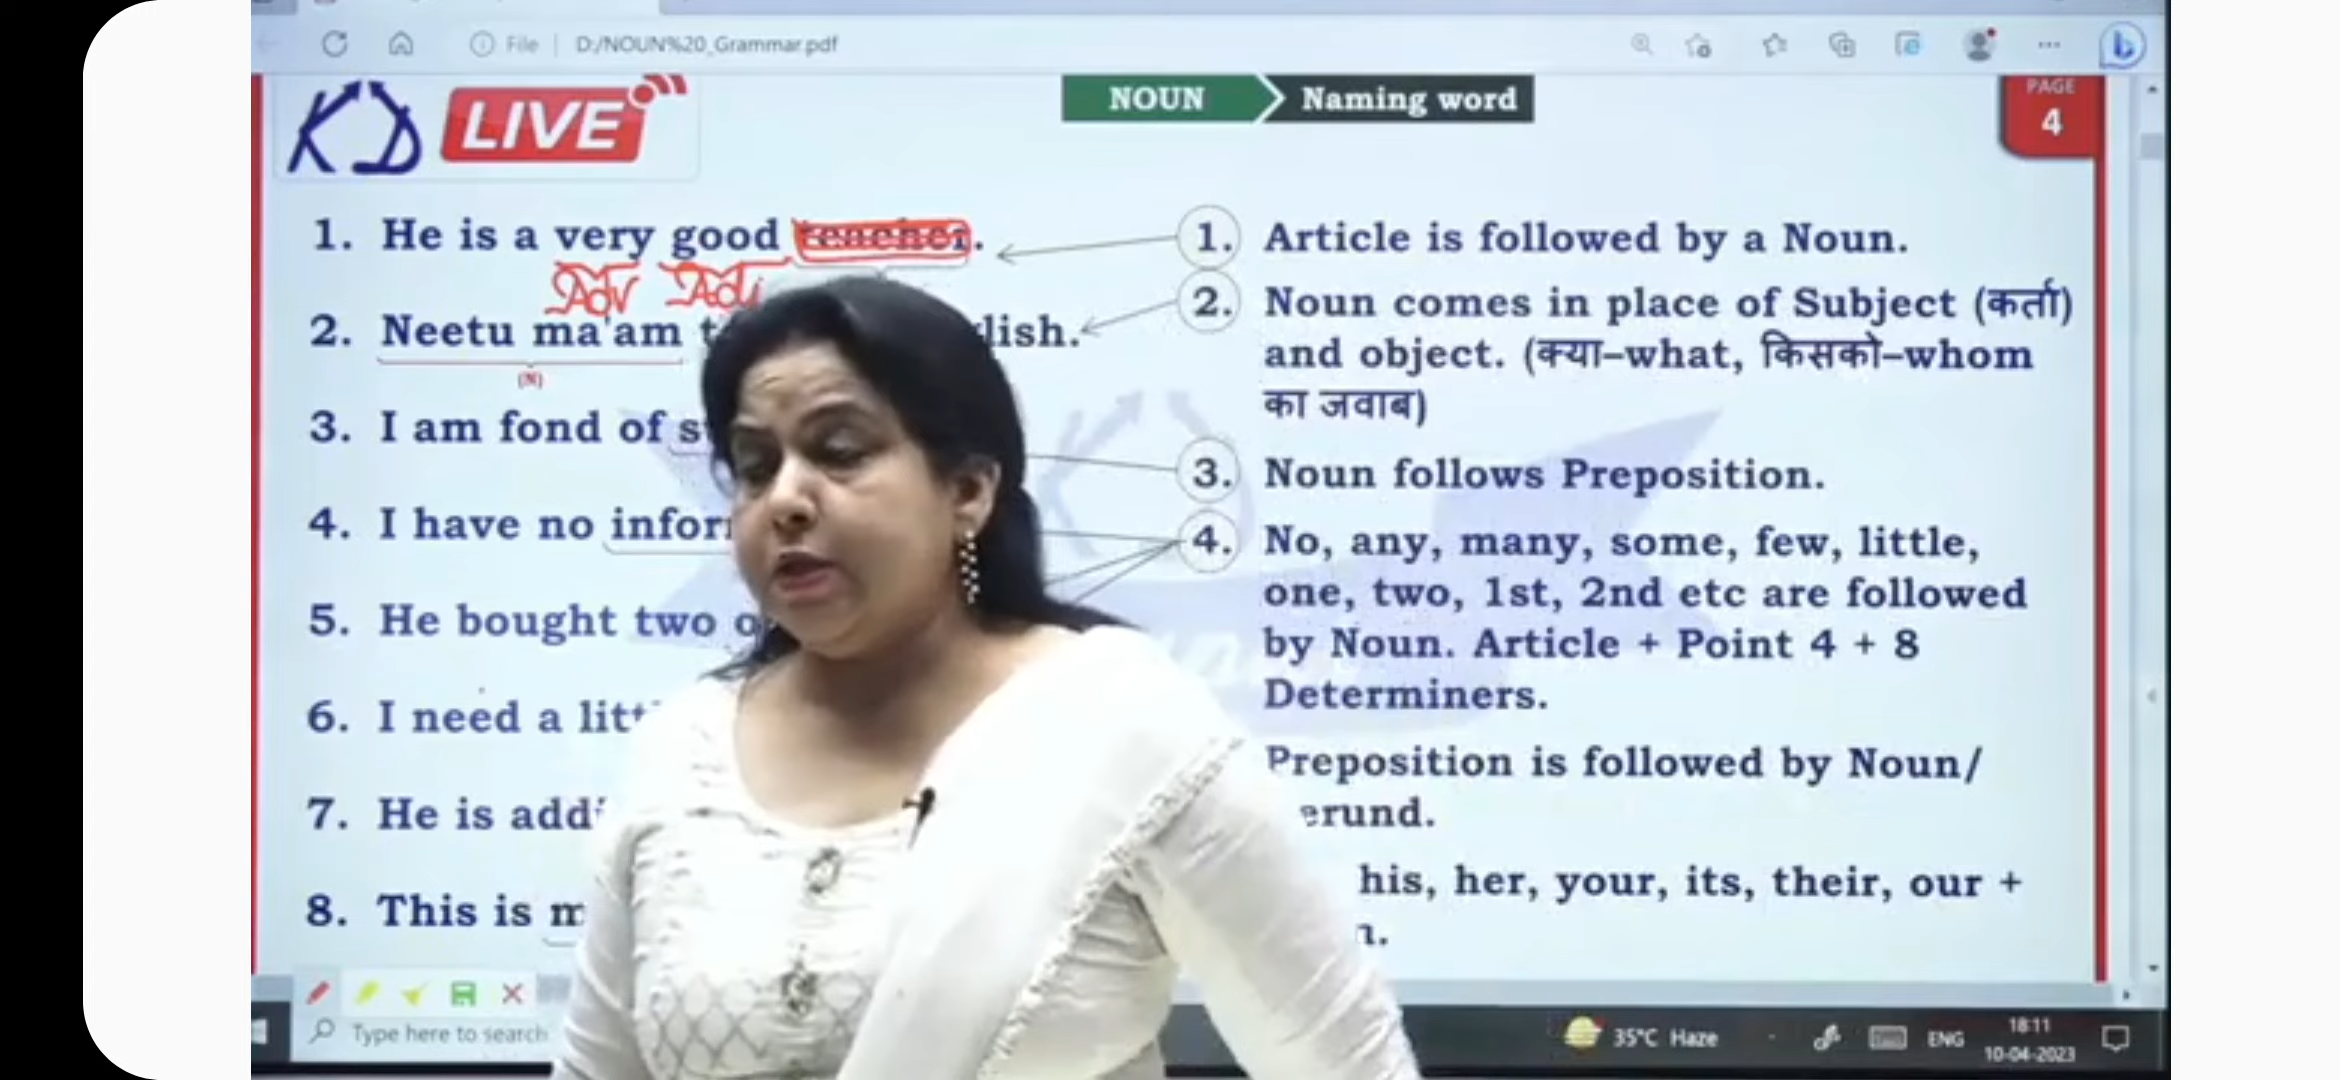 File | D:/NOUN%20_Grammar.pdf
KD LIVE
NOUN Naming word
PAGE
4
1. He is a very good teacher.
Adv Adj
2. Neetu ma'am
lish.
(N)
3. I am fond of
4. I have no
5. He bought two
6. I need a
7. He is
8. This is
1. Article is followed by a Noun.
2. Noun comes in place of Subject (कर्ता)
and object. (क्या–what, किसको–whom
का जवाब)
3. Noun follows Preposition.
4. No, any, many, some, few, little,
one, two, 1st, 2nd etc are followed
by Noun. Article + Point 4 + 8
Determiners.
Preposition is followed by Noun/
erund.
his, her, your, its, their, our +
n.
Type here to search
35°C Haze
ENG
18:11
10-04-2023